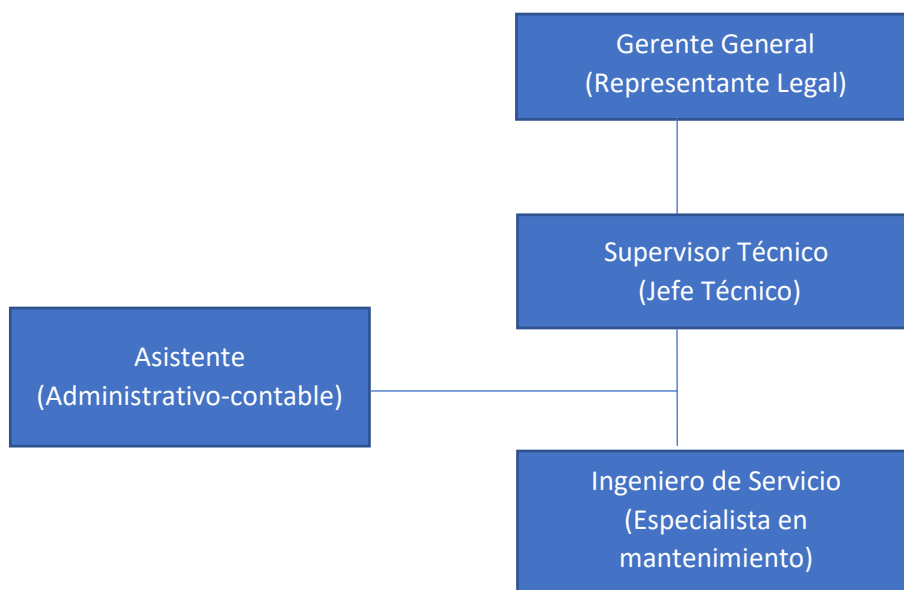 Gerente General
(Representante Legal)
Supervisor Técnico
(Jefe Técnico)
Asistente
(Administrativo-contable)
Ingeniero de Servicio
(Especialista en
mantenimiento)